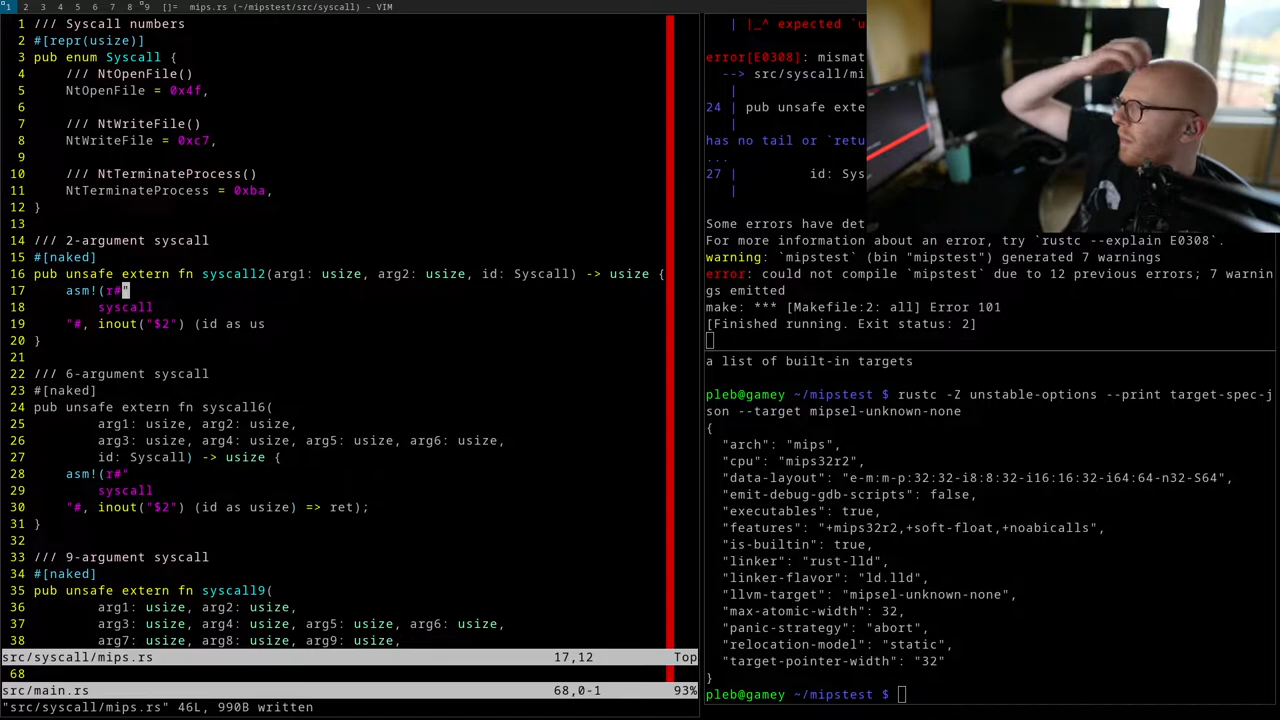 1 2 3 4 5 6 7 8 9 []= mips.rs (~/mipstest/src/syscall) - VIM
1 /// Syscall numbers
2 #[repr(usize)]
3 pub enum Syscall {
4 /// NtOpenFile()
5 NtOpenFile = 0x4f,
6
7 /// NtWriteFile()
8 NtWriteFile = 0xc7,
9
10 /// NtTerminateProcess()
11 NtTerminateProcess = 0xba,
12 }
13
14 /// 2-argument syscall
15 #[naked]
16 pub unsafe extern fn syscall2(arg1: usize, arg2: usize, id: Syscall) -> usize {
17 asm!(r#"
18 syscall
19 "#, inout("$2") (id as us
20 }
21
22 /// 6-argument syscall
23 #[naked]
24 pub unsafe extern fn syscall6(
25 arg1: usize, arg2: usize,
26 arg3: usize, arg4: usize, arg5: usize, arg6: usize,
27 id: Syscall) -> usize {
28 asm!(r#"
29 syscall
30 "#, inout("$2") (id as usize) => ret);
31 }
32
33 /// 9-argument syscall
34 #[naked]
35 pub unsafe extern fn syscall9(
36 arg1: usize, arg2: usize,
37 arg3: usize, arg4: usize, arg5: usize, arg6: usize,
38 arg7: usize, arg8: usize, arg9: usize,
src/syscall/mips.rs 17,12 Top
68
src/main.rs 68,0-1 93%
"src/syscall/mips.rs" 46L, 990B written
| |_^ expected `u
error[E0308]: mismat
--> src/syscall/mi
|
24 | pub unsafe exte
|
has no tail or `retu
...
27 | id: Sys
|
Some errors have det
For more information about an error, try `rustc --explain E0308`.
warning: `mipstest` (bin "mipstest") generated 7 warnings
error: could not compile `mipstest` due to 12 previous errors; 7 warnin
gs emitted
make: *** [Makefile:2: all] Error 101
[Finished running. Exit status: 2]
a list of built-in targets
pleb@gamey ~/mipstest $ rustc -Z unstable-options --print target-spec-j
son --target mipsel-unknown-none
{
"arch": "mips",
"cpu": "mips32r2",
"data-layout": "e-m:m-p:32:32-i8:8:32-i16:16:32-i64:64-n32-S64",
"emit-debug-gdb-scripts": false,
"executables": true,
"features": "+mips32r2,+soft-float,+noabicalls",
"is-builtin": true,
"linker": "rust-lld",
"linker-flavor": "ld.lld",
"llvm-target": "mipsel-unknown-none",
"max-atomic-width": 32,
"panic-strategy": "abort",
"relocation-model": "static",
"target-pointer-width": "32"
}
pleb@gamey ~/mipstest $